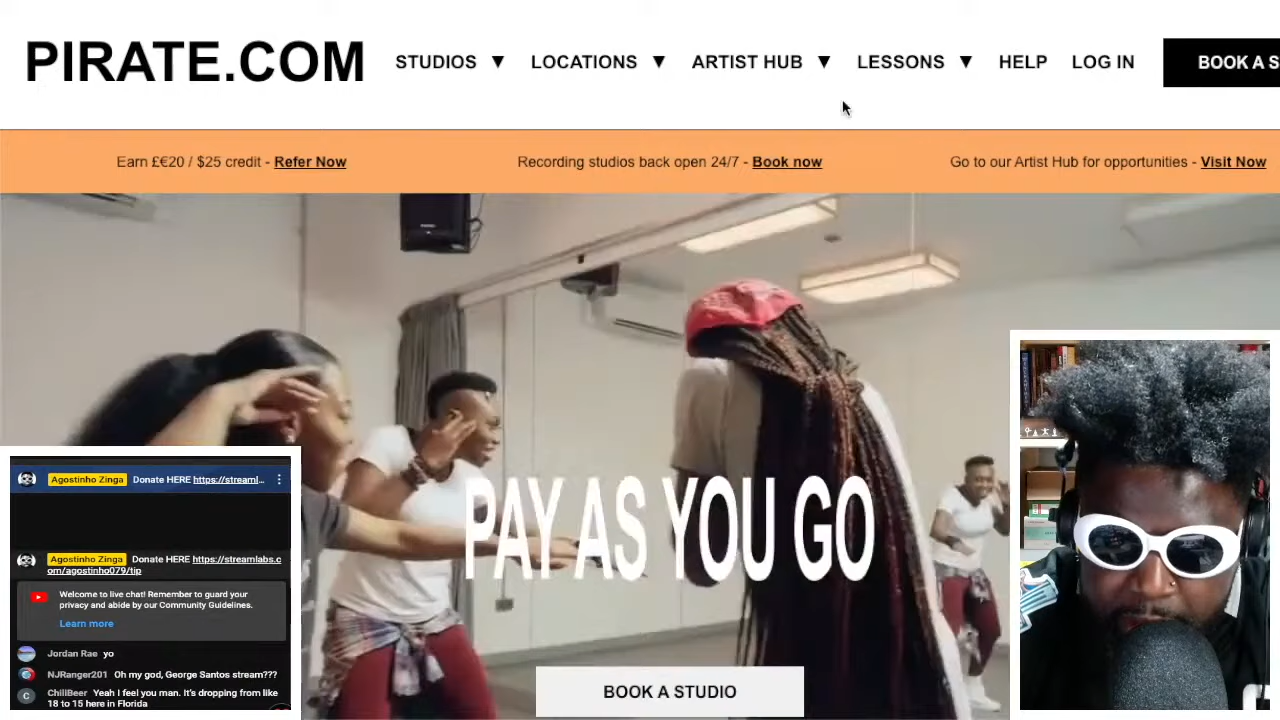 PIRATE.COM
STUDIOS ▼ LOCATIONS ▼ ARTIST HUB ▼ LESSONS ▼ HELP LOG IN BOOK A S
Earn £€20 / $25 credit - Refer Now Recording studios back open 24/7 - Book now Go to our Artist Hub for opportunities - Visit Now
PAY AS YOU GO
BOOK A STUDIO
Agostinho Zinga Donate HERE https://streaml...
Agostinho Zinga Donate HERE https://streamlabs.c
om/agostinho079/tip
Welcome to live chat! Remember to guard your
privacy and abide by our Community Guidelines.
Learn more
Jordan Rae yo
NJRanger201 Oh my god, George Santos stream???
C ChiliBeer Yeah I feel you man. It's dropping from like
18 to 15 here in Florida